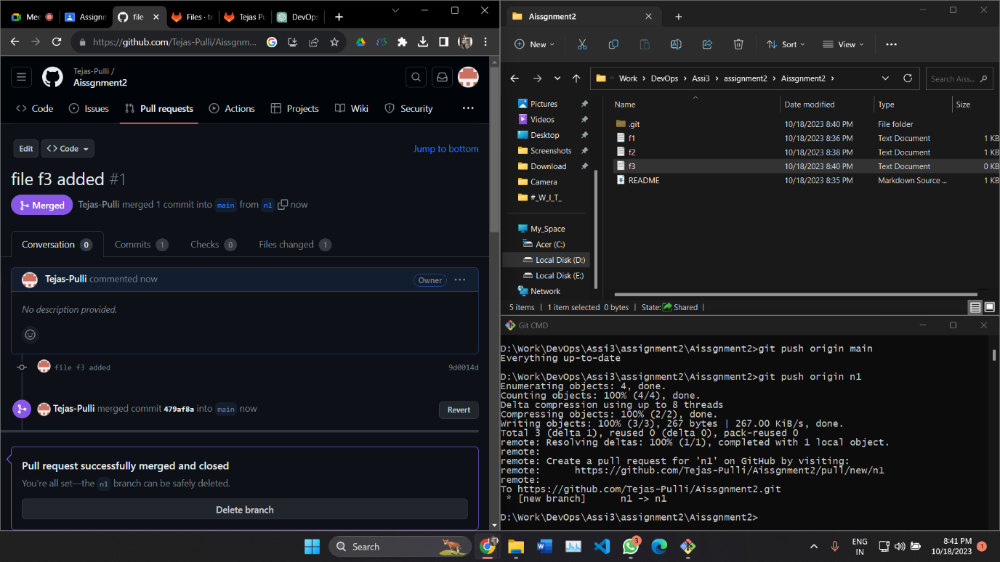 Mee
Assignm
file
Files · te
Tejas Pu
DevOps
https://github.com/Tejas-Pulli/Aissgnm...
Tejas-Pulli /
Aissgnment2
Code
Issues
Pull requests
Actions
Projects
Wiki
Security
Edit
<> Code
Jump to bottom
file f3 added #1
Merged
Tejas-Pulli merged 1 commit into main from n1 now
Conversation 0
Commits 1
Checks 0
Files changed 1
Tejas-Pulli commented now
Owner
No description provided.
file f3 added
9d0014d
Tejas-Pulli merged commit 479af8a into main now
Revert
Pull request successfully merged and closed
You're all set—the n1 branch can be safely deleted.
Delete branch
Aissgnment2
New
Sort
View
Work > DevOps > Assi3 > assignment2 > Aissgnment2 >
Search Aiss...
Pictures
Videos
Desktop
Screenshots
Download
Camera
#_W_I_T_
My_Space
Acer (C:)
Local Disk (D:)
Local Disk (E:)
Network
Name Date modified Type Size
.git 10/18/2023 8:40 PM File folder
f1 10/18/2023 8:36 PM Text Document 1 KB
f2 10/18/2023 8:38 PM Text Document 1 KB
f3 10/18/2023 8:40 PM Text Document 0 KB
README 10/18/2023 8:35 PM Markdown Source ... 1 KB
5 items | 1 item selected 0 bytes | State: Shared |
Git CMD
D:\Work\DevOps\Assi3\assignment2\Aissgnment2>git push origin main
Everything up-to-date
D:\Work\DevOps\Assi3\assignment2\Aissgnment2>git push origin n1
Enumerating objects: 4, done.
Counting objects: 100% (4/4), done.
Delta compression using up to 8 threads
Compressing objects: 100% (2/2), done.
Writing objects: 100% (3/3), 267 bytes | 267.00 KiB/s, done.
Total 3 (delta 1), reused 0 (delta 0), pack-reused 0
remote: Resolving deltas: 100% (1/1), completed with 1 local object.
remote:
remote: Create a pull request for 'n1' on GitHub by visiting:
remote:      https://github.com/Tejas-Pulli/Aissgnment2/pull/new/n1
remote:
To https://github.com/Tejas-Pulli/Aissgnment2.git
 * [new branch]      n1 -> n1
D:\Work\DevOps\Assi3\assignment2\Aissgnment2>
Search
3
ENG
IN
8:41 PM
10/18/2023
1